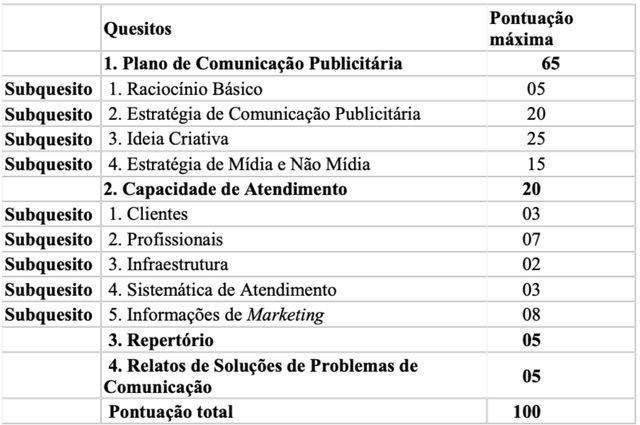 Quesitos Pontuação
máxima
1. Plano de Comunicação Publicitária 65
Subquesito 1. Raciocínio Básico 05
Subquesito 2. Estratégia de Comunicação Publicitária 20
Subquesito 3. Ideia Criativa 25
Subquesito 4. Estratégia de Mídia e Não Mídia 15
2. Capacidade de Atendimento 20
Subquesito 1. Clientes 03
Subquesito 2. Profissionais 07
Subquesito 3. Infraestrutura 02
Subquesito 4. Sistemática de Atendimento 03
Subquesito 5. Informações de Marketing 08
3. Repertório 05
4. Relatos de Soluções de Problemas de
Comunicação 05
Pontuação total 100